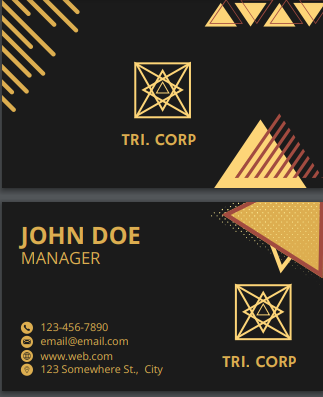 TRI. CORP
JOHN DOE
MANAGER
123-456-7890
email@email.com
www.web.com
123 Somewhere St., City
TRI. CORP